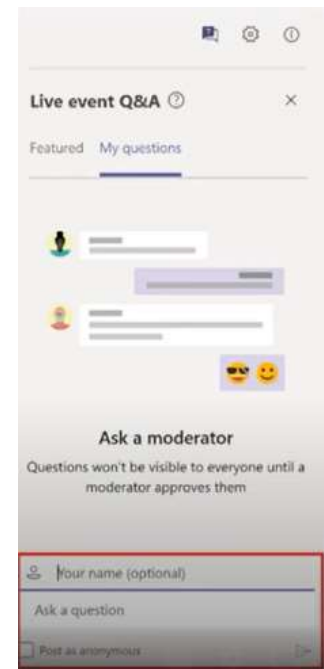 Live event Q&A
Featured My questions
Ask a moderator
Questions won't be visible to everyone until a
moderator approves them
Your name (optional)
Ask a question
Post as anonymous